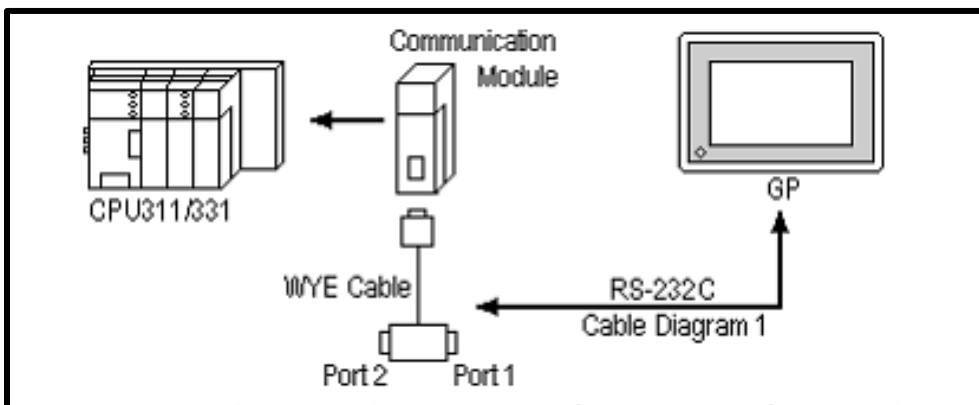 Communication
Module
CPU311/331
GP
WYE Cable
RS-232C
Cable Diagram 1
Port 2
Port 1